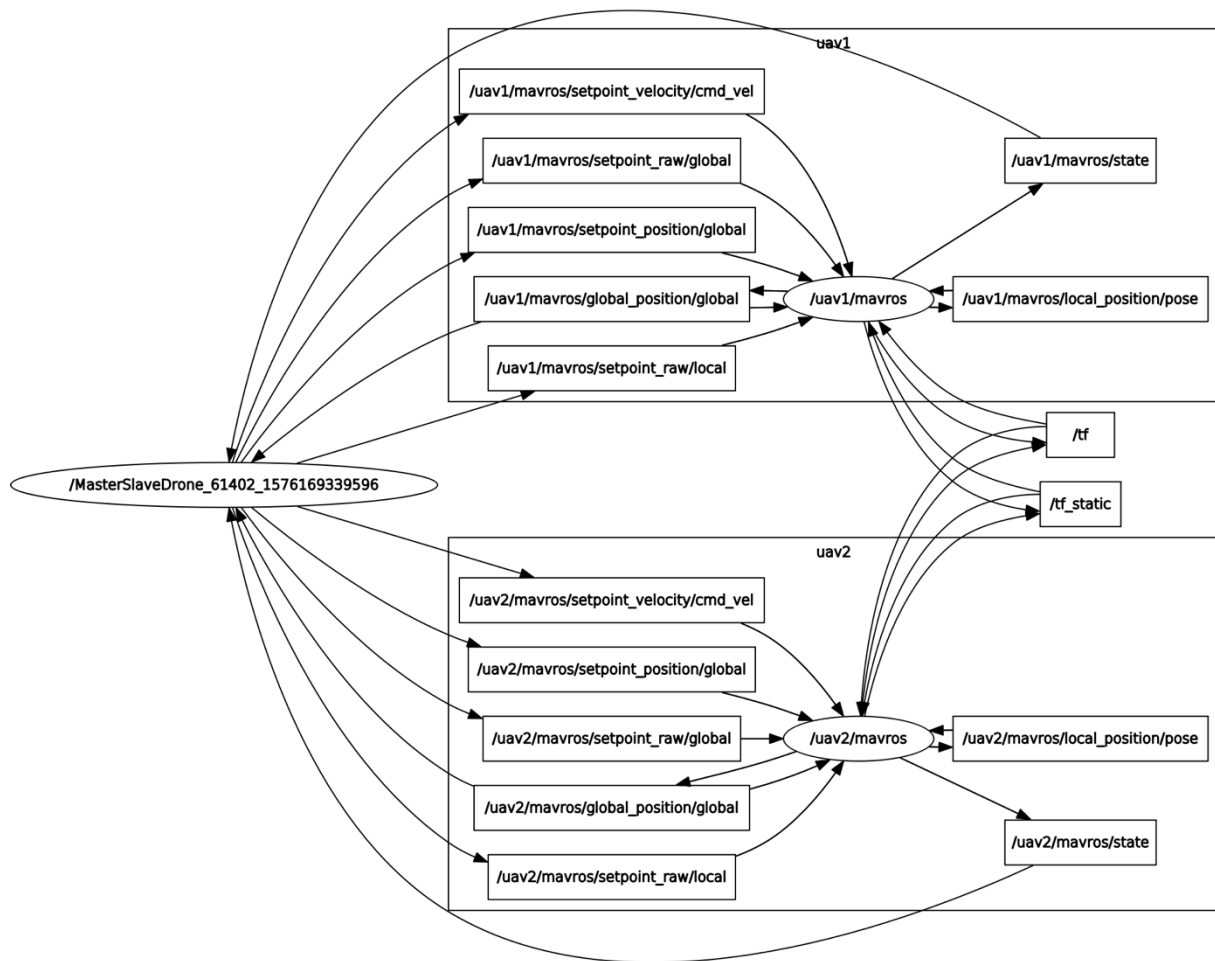 uav1
/uav1/mavros/setpoint_velocity/cmd_vel
/uav1/mavros/setpoint_raw/global
/uav1/mavros/state
/uav1/mavros/setpoint_position/global
/uav1/mavros/global_position/global
/uav1/mavros
/uav1/mavros/local_position/pose
/uav1/mavros/setpoint_raw/local
/tf
/MasterSlaveDrone_61402_1576169339596
/tf_static
uav2
/uav2/mavros/setpoint_velocity/cmd_vel
/uav2/mavros/setpoint_position/global
/uav2/mavros/setpoint_raw/global
/uav2/mavros
/uav2/mavros/local_position/pose
/uav2/mavros/global_position/global
/uav2/mavros/state
/uav2/mavros/setpoint_raw/local